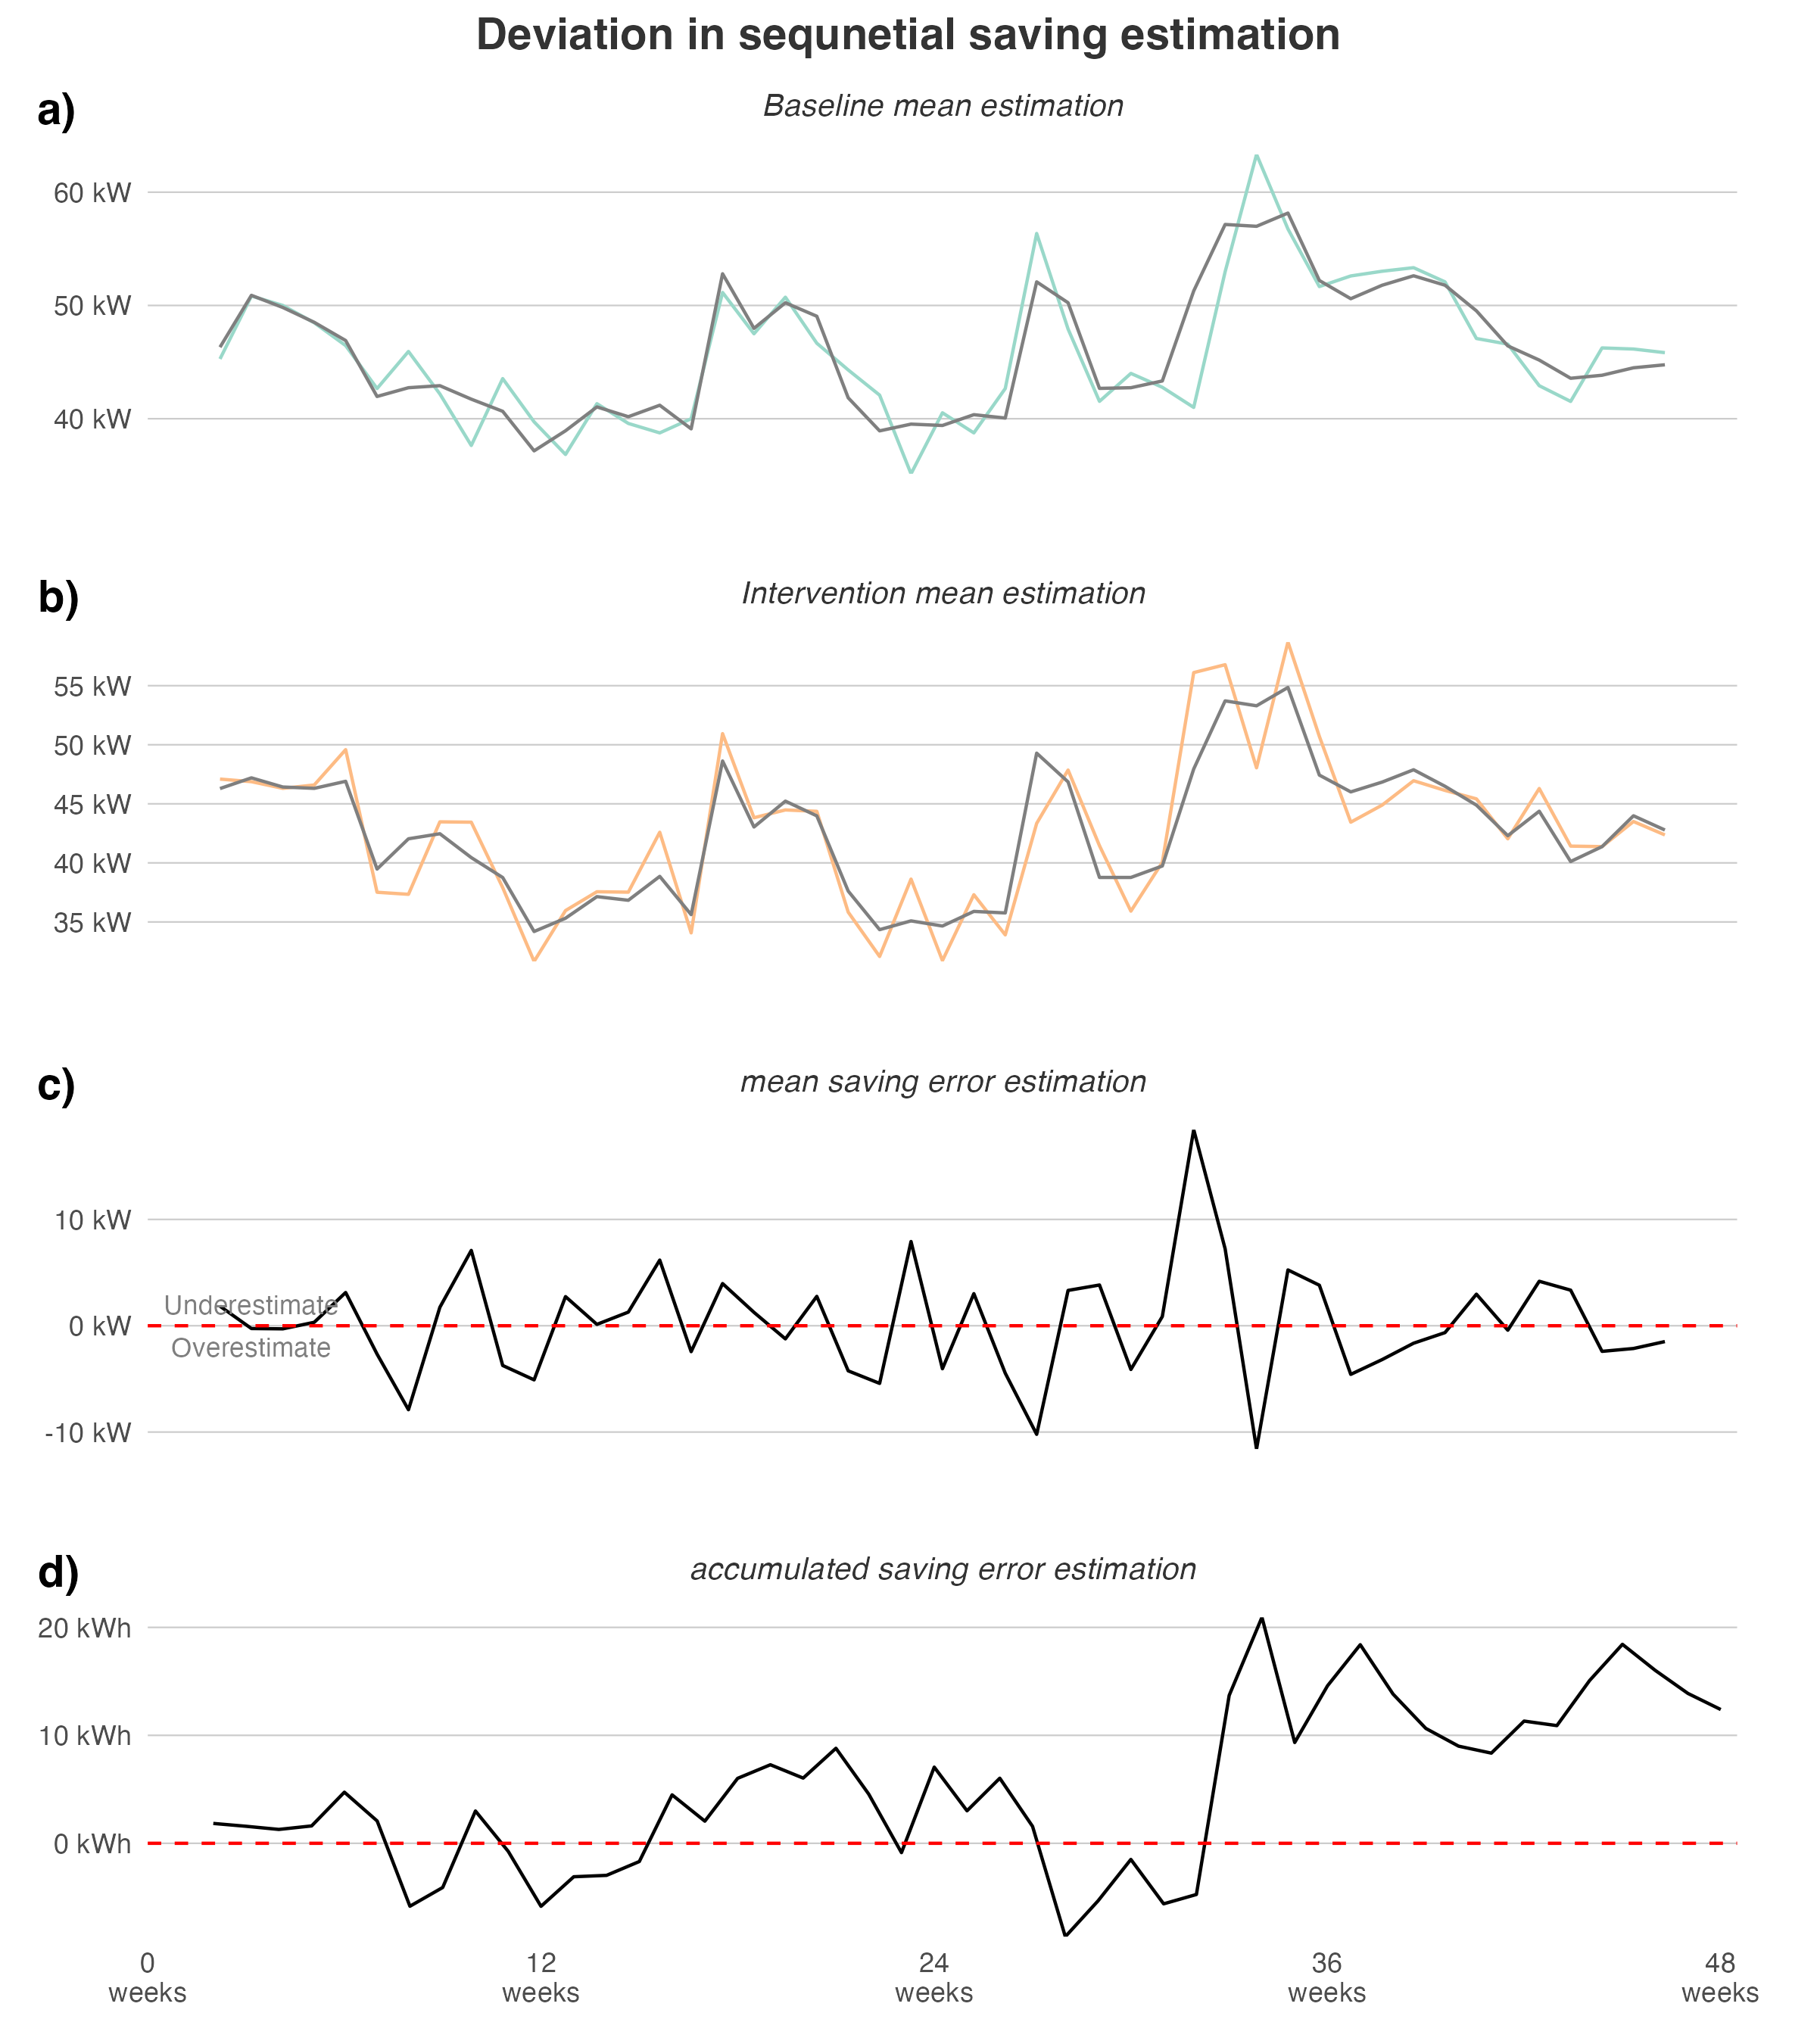 Deviation in sequnetial saving estimation
a)
Baseline mean estimation
60 kW
50 kW
40 kW
b)
Intervention mean estimation
55 kW
50 kW
45 kW
40 kW
35 kW
c)
mean saving error estimation
10 kW
Underestimate
0 kW
Overestimate
-10 kW
d)
accumulated saving error estimation
20 kWh
10 kWh
0 kWh
0 12 24 36 48
weeks weeks weeks weeks weeks